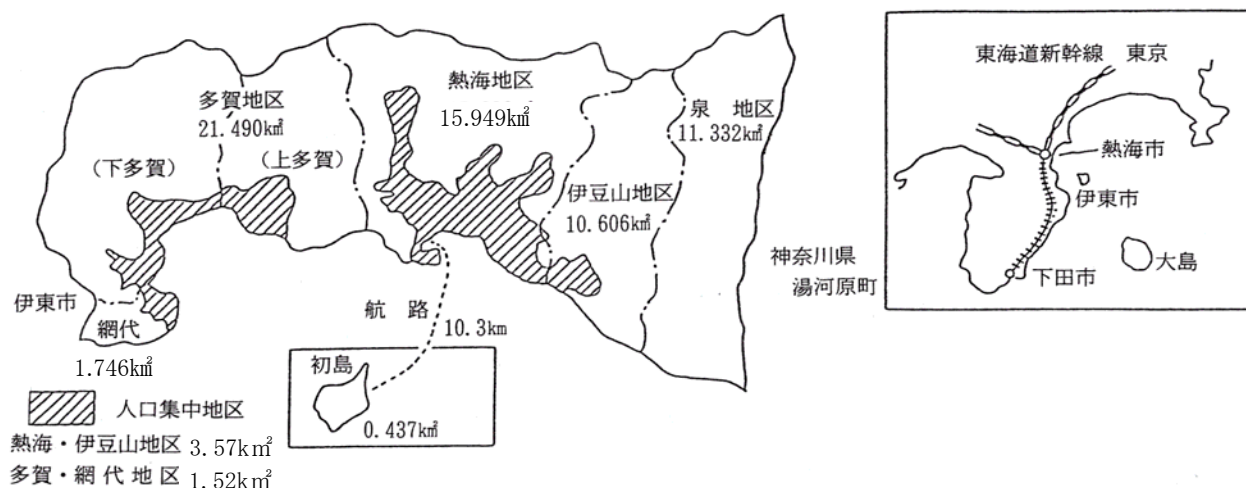 多賀地区
21.490k㎡
(下多賀)
(上多賀)
熱海地区
15.949k㎡
泉 地区
11.332k㎡
伊豆山地区
10.606k㎡
神奈川県
湯河原町
伊東市
網代
1.746k㎡
航 路
10.3km
初島
0.437k㎡
人口集中地区
熱海・伊豆山地区 3.57k㎡
多賀・網代地区 1.52k㎡
東海道新幹線 東京
熱海市
伊東市
大島
下田市